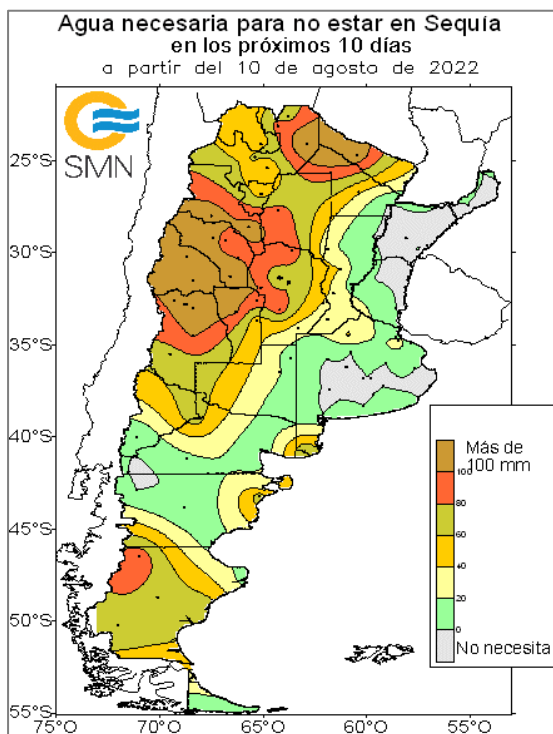 Agua necesaria para no estar en Sequía
en los próximos 10 días
a partir del 10 de agosto de 2022
SMN
25°S
30°S
35°S
40°S
45°S
50°S
55°S
75°O
70°O
65°O
60°O
55°O
Más de
100 mm
100
80
60
40
20
0
No necesita